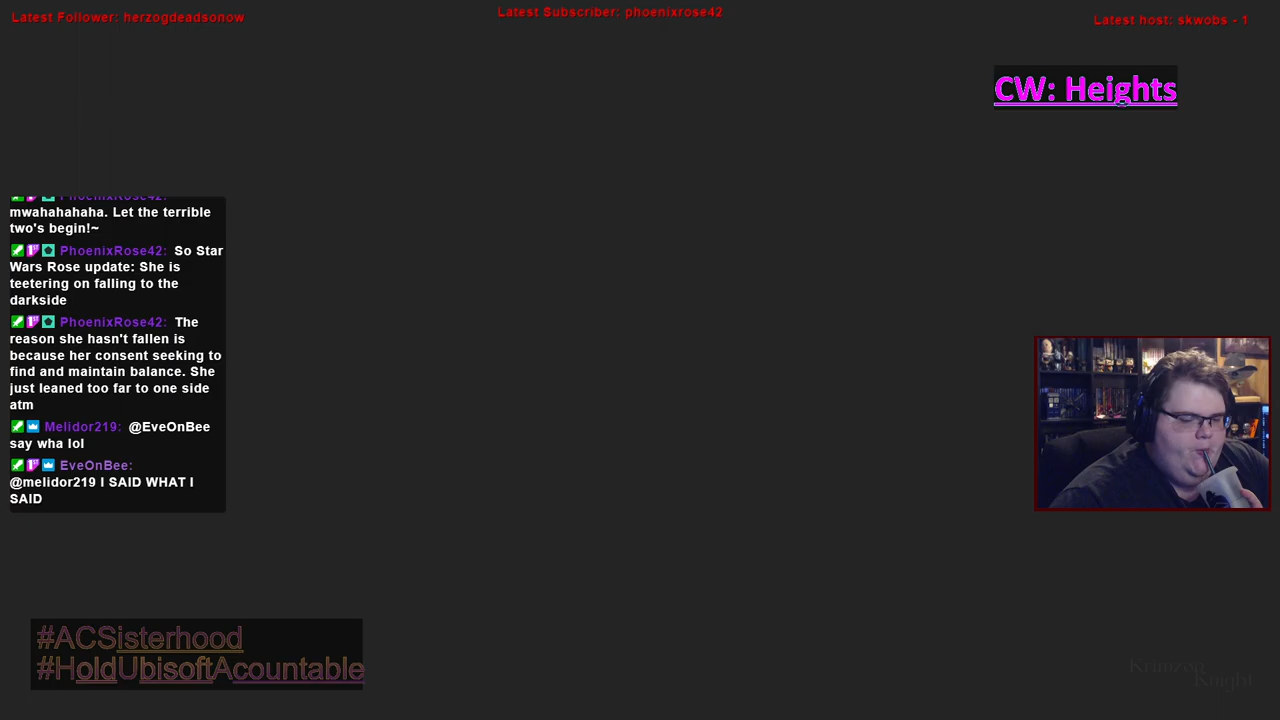 Latest Follower: herzogdeadsonow
Latest Subscriber: phoenixrose42
Latest host: skwobs - 1
CW: Heights
PhoenixRose42:
mwahahahaha. Let the terrible
two's begin!~
PhoenixRose42: So Star
Wars Rose update: She is
teetering on falling to the
darkside
PhoenixRose42: The
reason she hasn't fallen is
because her consent seeking to
find and maintain balance. She
just leaned too far to one side
atm
Melidor219: @EveOnBee
say wha lol
EveOnBee:
@melidor219 I SAID WHAT I
SAID
#ACSisterhood
#HoldUbisoftAcountable
Krimzen
Knight